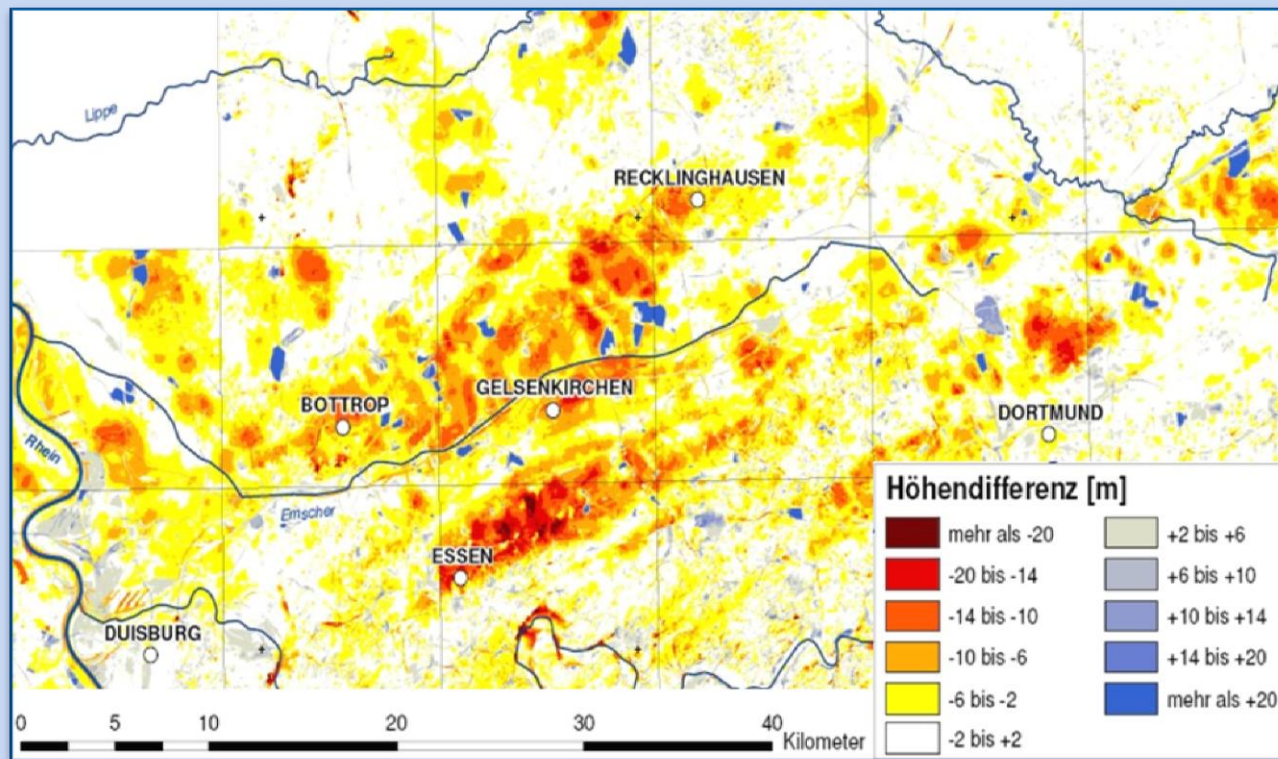 Lippe
RECKLINGHAUSEN
GELSENKIRCHEN
BOTTROP
DORTMUND
Rhein
Emscher
ESSEN
DUISBURG
Höhendifferenz [m]
mehr als -20
-20 bis -14
-14 bis -10
-10 bis -6
-6 bis -2
-2 bis +2
+2 bis +6
+6 bis +10
+10 bis +14
+14 bis +20
mehr als +20
0 5 10 20 30 40 Kilometer